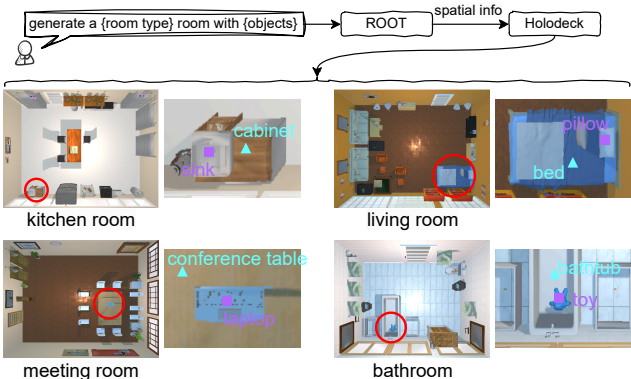 generate a {room type} room with {objects}
ROOT
spatial info
Holodeck
cabinet
sink
pillow
bed
kitchen room
living room
conference table
laptop
bathtub
toy
meeting room
bathroom